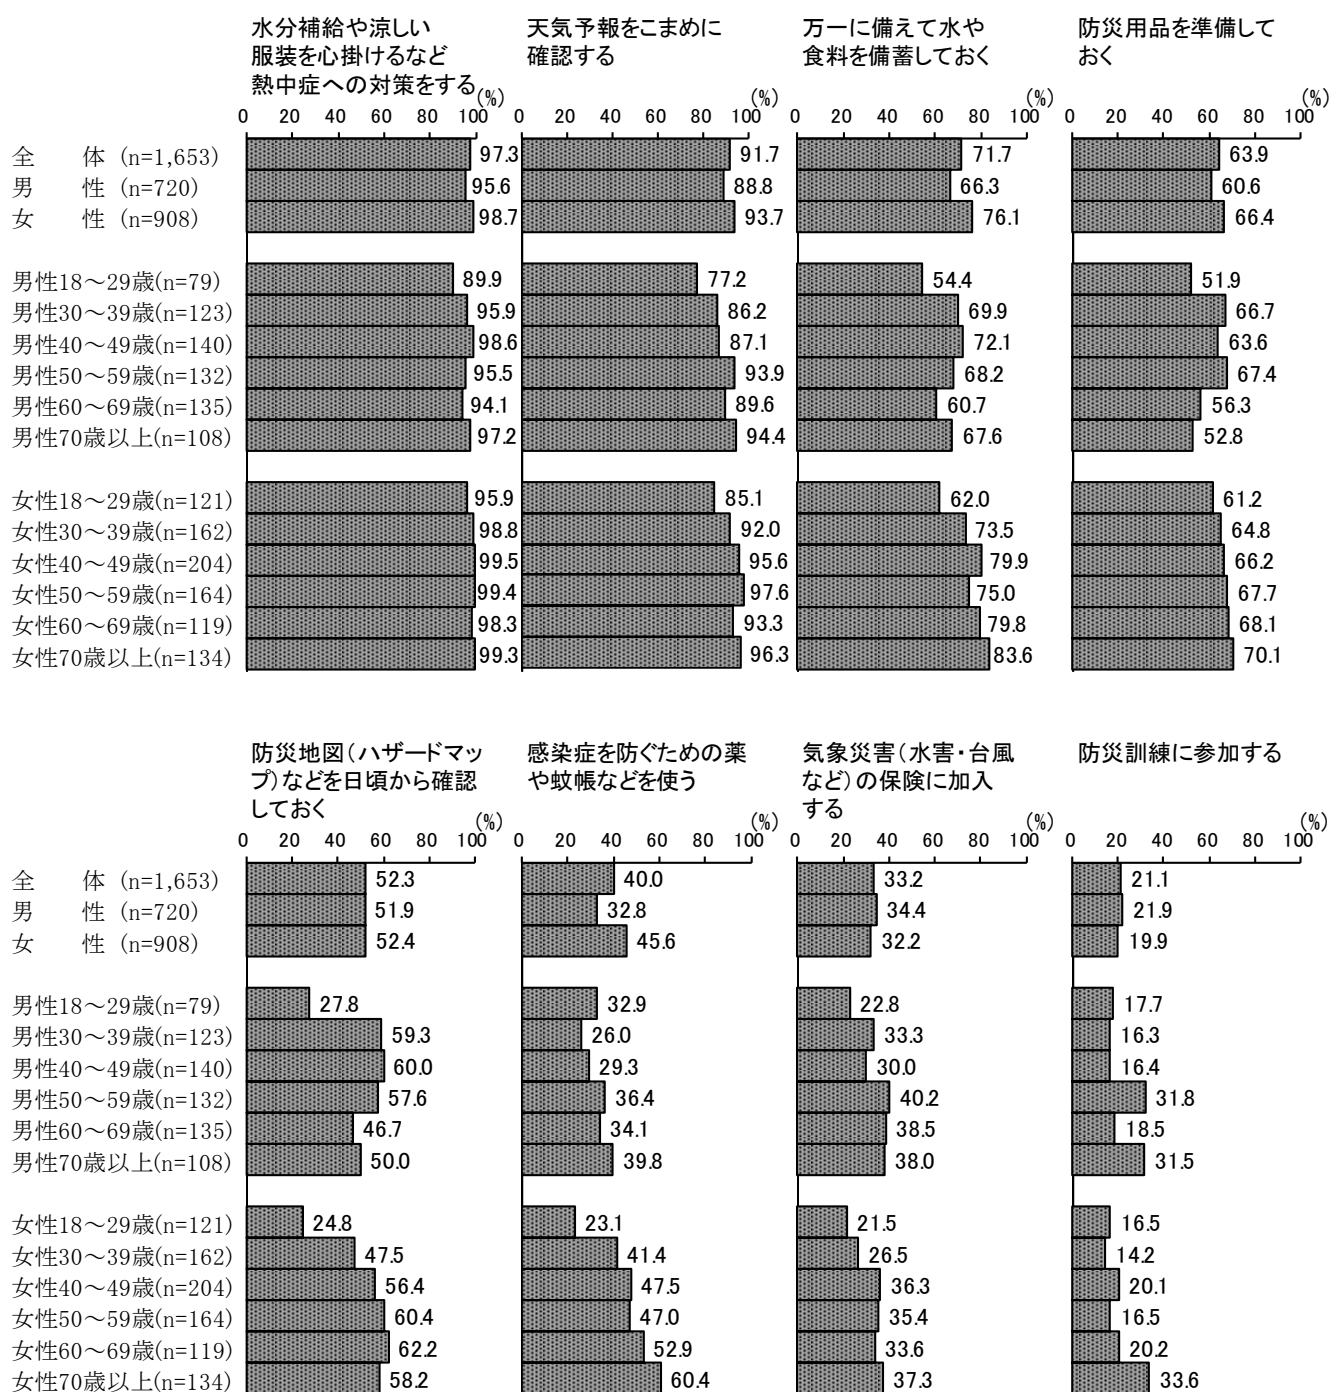 水分補給や涼しい
服装を心掛けるなど
熱中症への対策をする
天気予報をこまめに
確認する
万一に備えて水や
食料を備蓄しておく
防災用品を準備して
おく
(%) (%) (%) (%)
0 20 40 60 80 100 0 20 40 60 80 100 0 20 40 60 80 100 0 20 40 60 80 100
全 体 (n=1,653) 97.3 91.7 71.7 63.9
男 性 (n=720) 95.6 88.8 66.3 60.6
女 性 (n=908) 98.7 93.7 76.1 66.4
男性18～29歳(n=79) 89.9 77.2 54.4 51.9
男性30～39歳(n=123) 95.9 86.2 69.9 66.7
男性40～49歳(n=140) 98.6 87.1 72.1 63.6
男性50～59歳(n=132) 95.5 93.9 68.2 67.4
男性60～69歳(n=135) 94.1 89.6 60.7 56.3
男性70歳以上(n=108) 97.2 94.4 67.6 52.8
女性18～29歳(n=121) 95.9 85.1 62.0 61.2
女性30～39歳(n=162) 98.8 92.0 73.5 64.8
女性40～49歳(n=204) 99.5 95.6 79.9 66.2
女性50～59歳(n=164) 99.4 97.6 75.0 67.7
女性60～69歳(n=119) 98.3 93.3 79.8 68.1
女性70歳以上(n=134) 99.3 96.3 83.6 70.1
防災地図（ハザードマッ
プ）などを日頃から確認
しておく
感染症を防ぐための薬
や蚊帳などを使う
気象災害（水害・台風
など）の保険に加入
する
防災訓練に参加する
(%) (%) (%) (%)
0 20 40 60 80 100 0 20 40 60 80 100 0 20 40 60 80 100 0 20 40 60 80 100
全 体 (n=1,653) 52.3 40.0 33.2 21.1
男 性 (n=720) 51.9 32.8 34.4 21.9
女 性 (n=908) 52.4 45.6 32.2 19.9
男性18～29歳(n=79) 27.8 32.9 22.8 17.7
男性30～39歳(n=123) 59.3 26.0 33.3 16.3
男性40～49歳(n=140) 60.0 29.3 30.0 16.4
男性50～59歳(n=132) 57.6 36.4 40.2 31.8
男性60～69歳(n=135) 46.7 34.1 38.5 18.5
男性70歳以上(n=108) 50.0 39.8 38.0 31.5
女性18～29歳(n=121) 24.8 23.1 21.5 16.5
女性30～39歳(n=162) 47.5 41.4 26.5 14.2
女性40～49歳(n=204) 56.4 47.5 36.3 20.1
女性50～59歳(n=164) 60.4 47.0 35.4 16.5
女性60～69歳(n=119) 62.2 52.9 33.6 20.2
女性70歳以上(n=134) 58.2 60.4 37.3 33.6